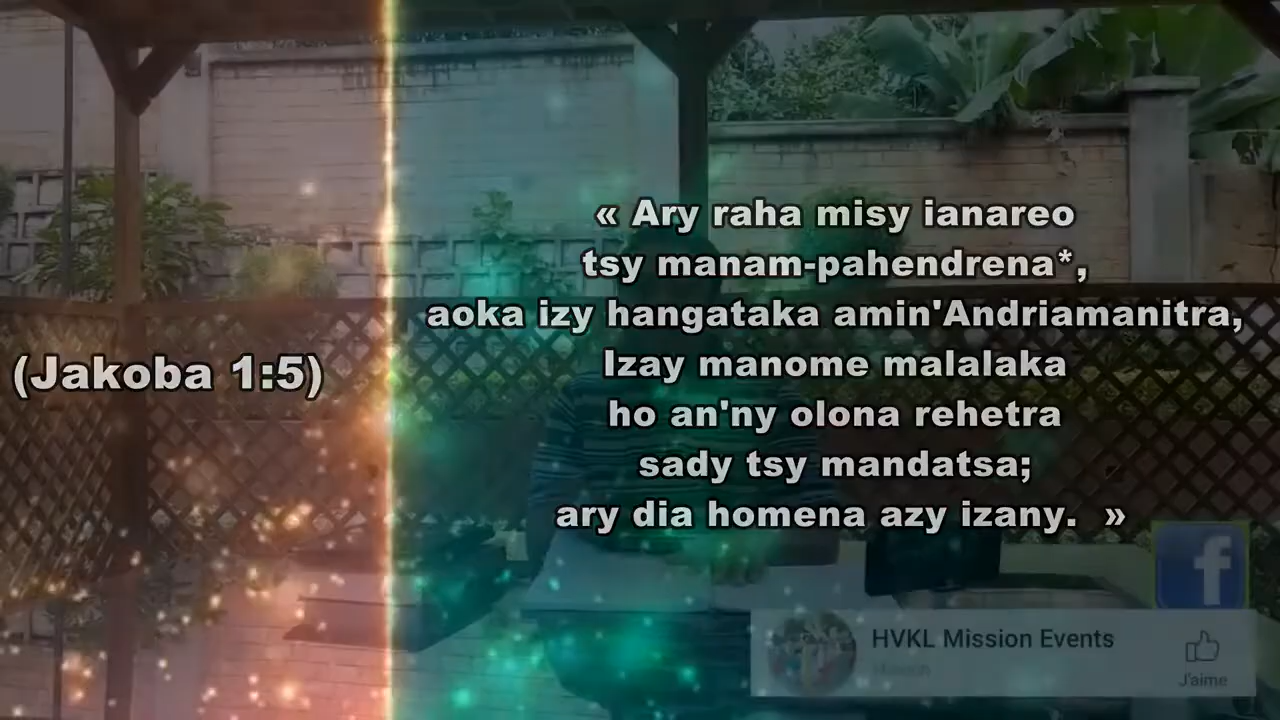 (Jakoba 1:5)
« Ary raha misy ianareo
tsy manam-pahendrena*,
aoka izy hangataka amin'Andriamanitra,
Izay manome malalaka
ho an'ny olona rehetra
sady tsy mandatsa;
ary dia homena azy izany. »
f
HVKL Mission Events
J'aime